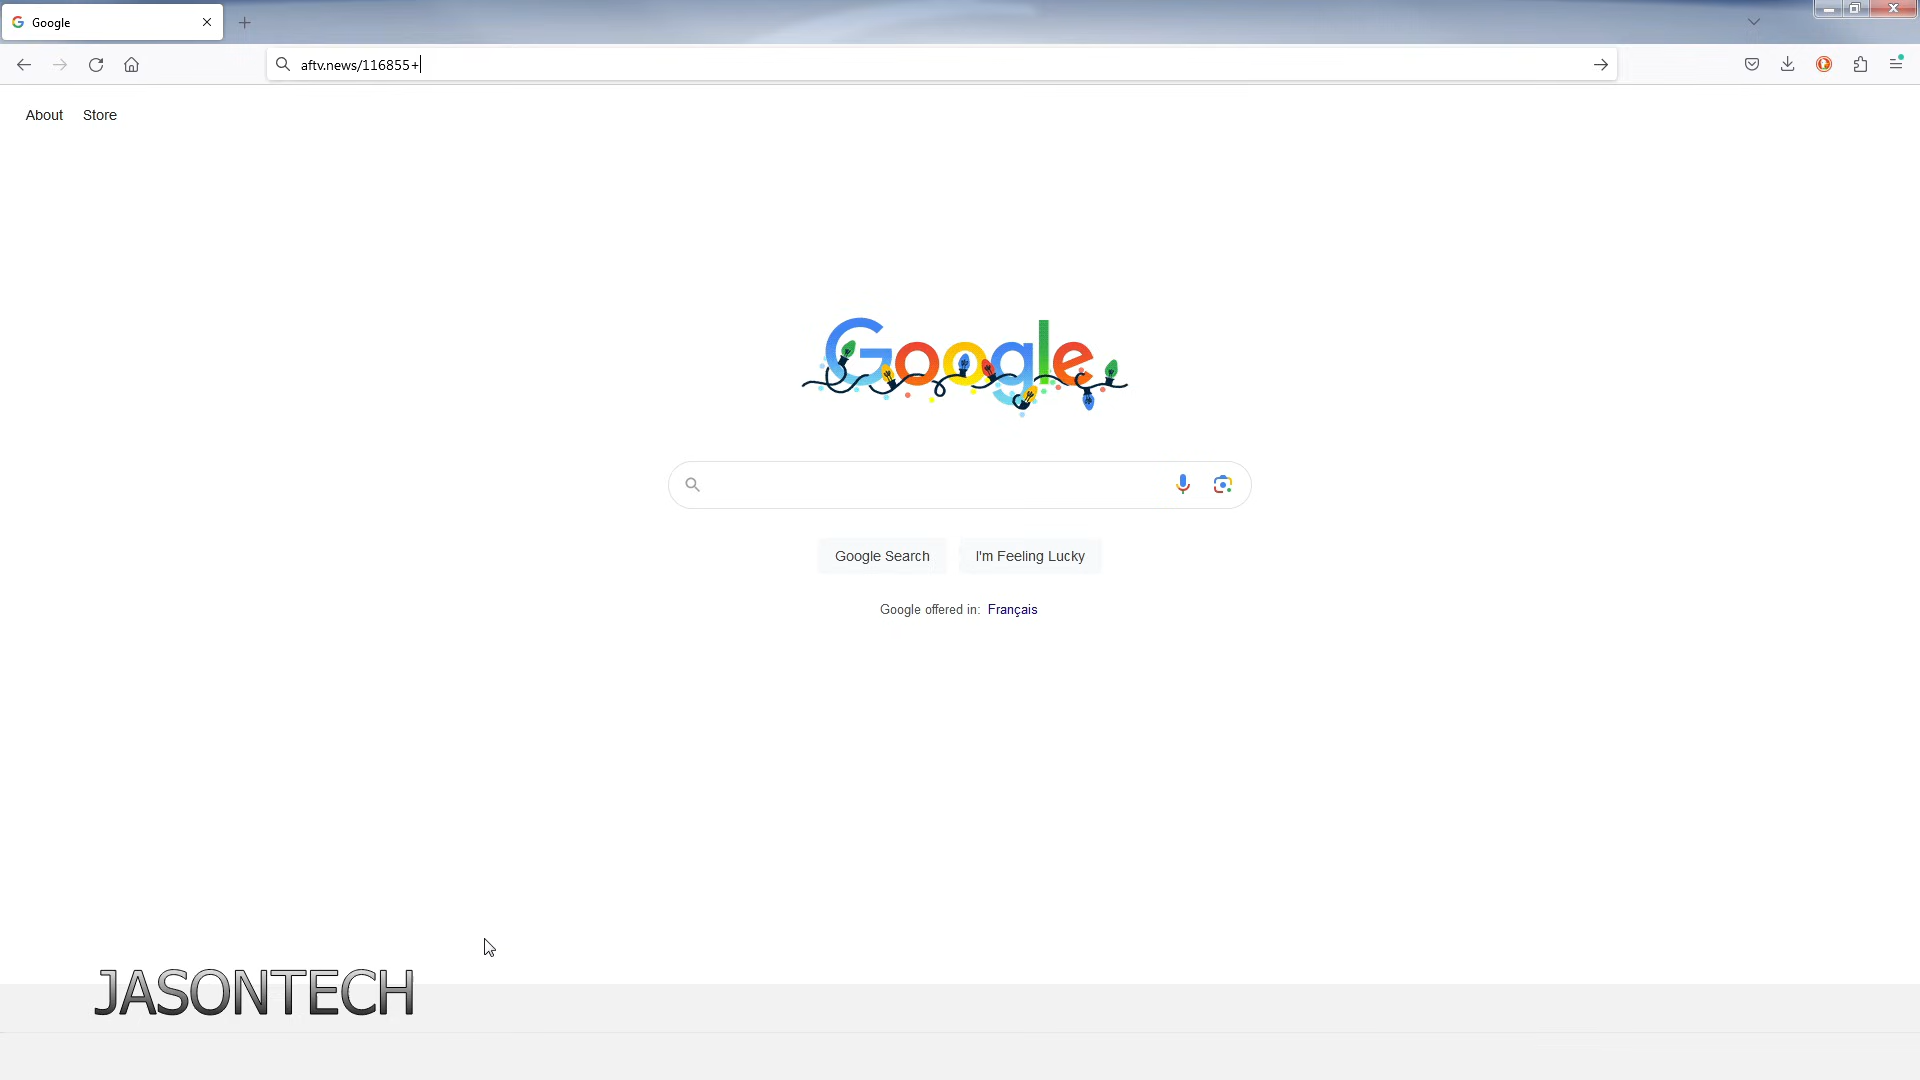 Google
aftv.news/116855+
About Store
Google
Google Search I'm Feeling Lucky
Google offered in: Français
JASONTECH